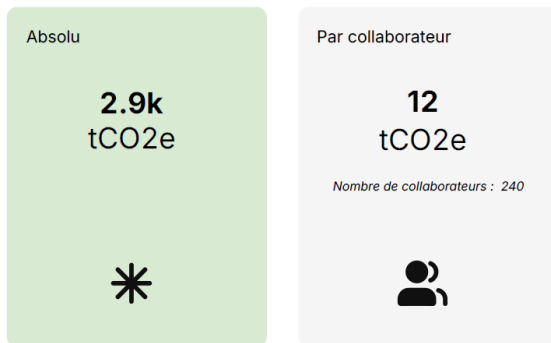 Absolu
2.9k
tCO2e
Par collaborateur
12
tCO2e
Nombre de collaborateurs : 240